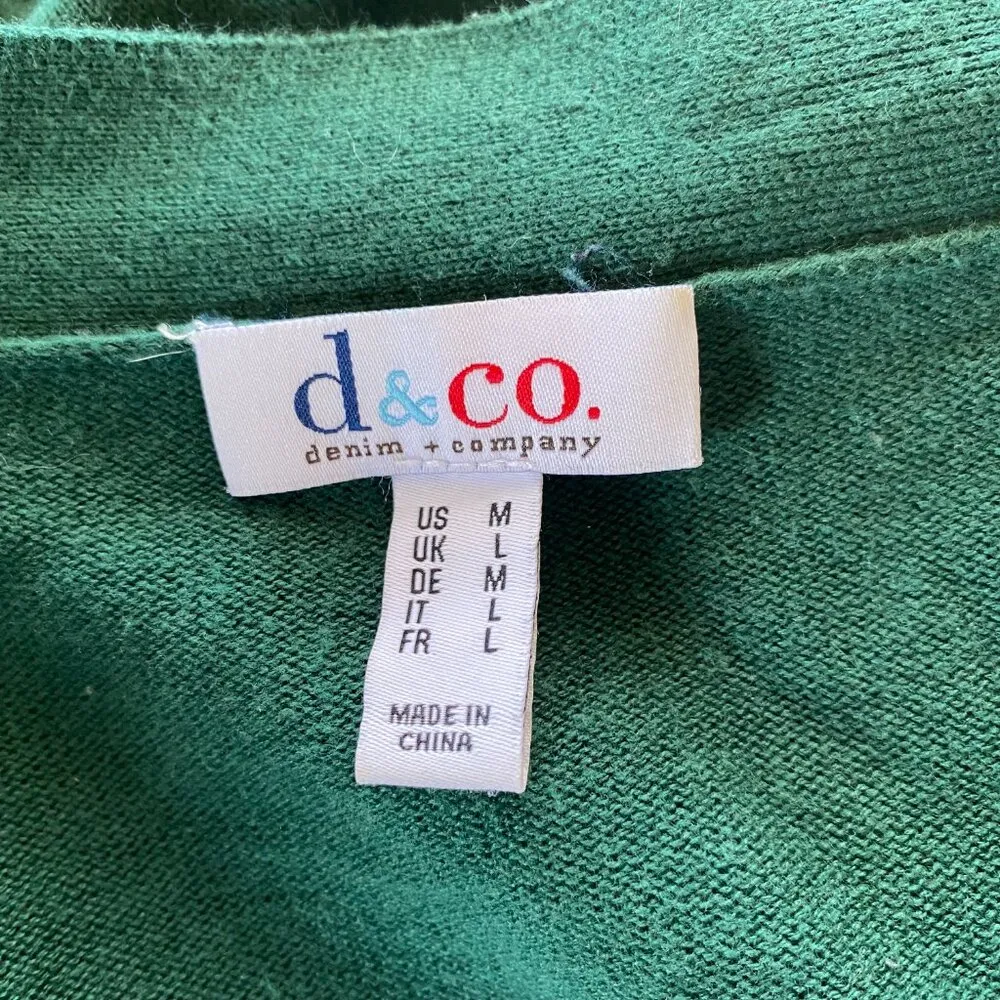 d&co.
denim + company
US M
UK L
DE M
IT L
FR L
MADE IN
CHINA